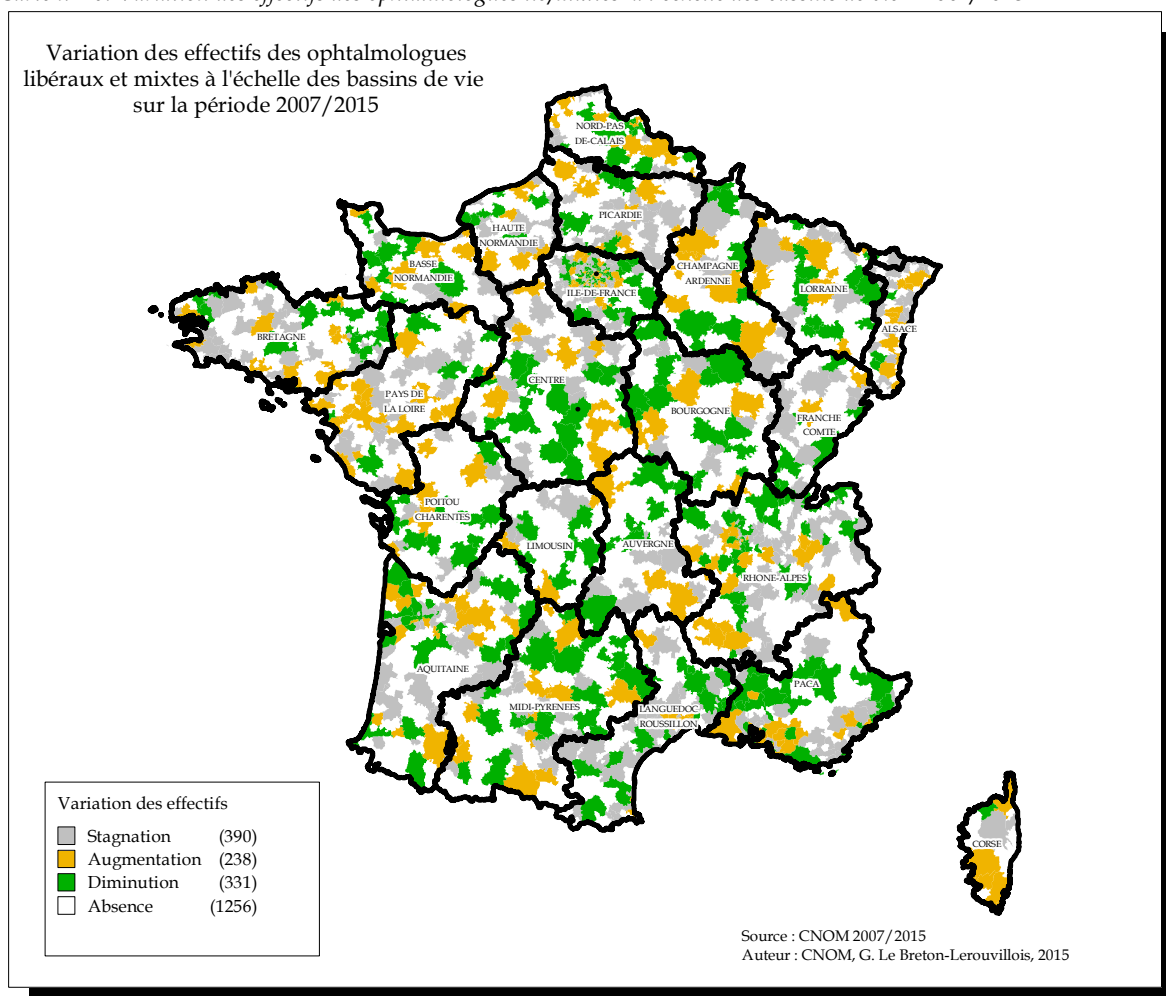 Variation des effectifs des ophtalmologues
libéraux et mixtes à l'échelle des bassins de vie
sur la période 2007/2015
NORD-PAS
DE-CALAIS
PICARDIE
HAUTE
NORMANDIE
BASSE
NORMANDIE
ILE-DE-FRANCE
CHAMPAGNE
ARDENNE
LORRAINE
ALSACE
BRETAGNE
PAYS DE
LA LOIRE
CENTRE
BOURGOGNE
FRANCHE
COMTE
POITOU
CHARENTES
LIMOUSIN
AUVERGNE
RHONE-ALPES
AQUITAINE
MIDI-PYRENEES
LANGUEDOC
ROUSSILLON
PACA
CORSE
Variation des effectifs
Stagnation (390)
Augmentation (238)
Diminution (331)
Absence (1256)
Source : CNOM 2007/2015
Auteur : CNOM, G. Le Breton-Lerouvillois, 2015